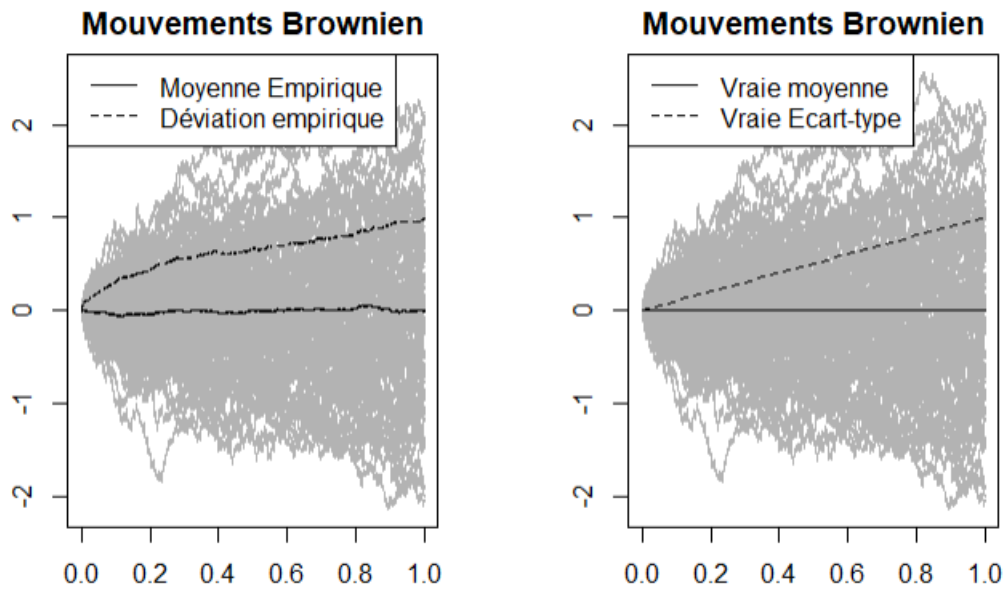 Mouvements Brownien
Moyenne Empirique
Déviation empirique
2
1
0
-1
-2
0.0 0.2 0.4 0.6 0.8 1.0
Mouvements Brownien
Vraie moyenne
Vraie Ecart-type
2
1
0
-1
-2
0.0 0.2 0.4 0.6 0.8 1.0